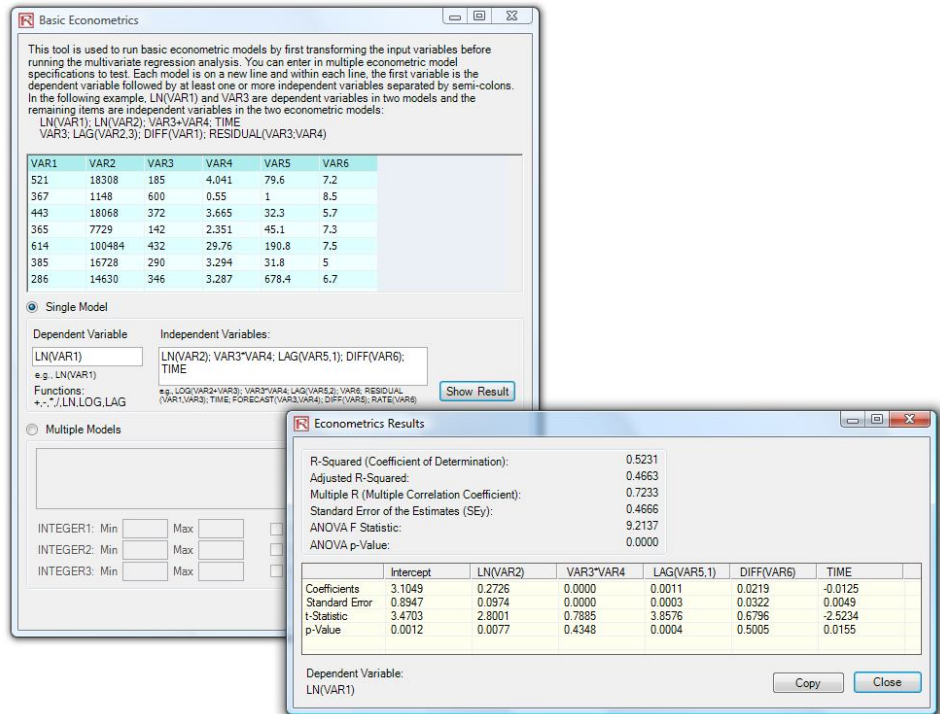 Basic Econometrics
This tool is used to run basic econometric models by first transforming the input variables before
running the multivariate regression analysis. You can enter in multiple econometric model
specifications to test. Each model is on a new line and within each line, the first variable is the
dependent variable followed by at least one or more independent variables separated by semi-colons.
In the following example, LN(VAR1) and VAR3 are dependent variables in two models and the
remaining items are independent variables in the two econometric models:
LN(VAR1); LN(VAR2); VAR3+VAR4; TIME
VAR3; LAG(VAR2,3); DIFF(VAR1); RESIDUAL(VAR3;VAR4)
VAR1 VAR2 VAR3 VAR4 VAR5 VAR6
521 18308 185 4.041 79.6 7.2
367 1148 600 0.55 1 8.5
443 18068 372 3.665 32.3 5.7
365 7729 142 2.351 45.1 7.3
614 100484 432 29.76 190.8 7.5
385 16728 290 3.294 31.8 5
286 14630 346 3.287 678.4 6.7
Single Model
Dependent Variable Independent Variables:
LN(VAR1) LN(VAR2); VAR3*VAR4; LAG(VAR5,1); DIFF(VAR6);
TIME
e.g., LN(VAR1)
Functions:
+,-,*,/,LN,LOG,LAG
e.g., LOG(VAR2+VAR3); VAR3*VAR4; LAG(VAR5,2); VAR6; RESIDUAL
(VAR1,VAR3); TIME; FORECAST(VAR3,VAR4); DIFF(VAR5); RATE(VAR6)
Show Result
Multiple Models
INTEGER1: Min Max
INTEGER2: Min Max
INTEGER3: Min Max
Econometrics Results
R-Squared (Coefficient of Determination): 0.5231
Adjusted R-Squared: 0.4663
Multiple R (Multiple Correlation Coefficient): 0.7233
Standard Error of the Estimates (SEy): 0.4666
ANOVA F Statistic: 9.2137
ANOVA p-Value: 0.0000
Intercept LN(VAR2) VAR3*VAR4 LAG(VAR5,1) DIFF(VAR6) TIME
Coefficients 3.1049 0.2726 0.0000 0.0011 0.0219 -0.0125
Standard Error 0.8947 0.0974 0.0000 0.0003 0.0322 0.0049
t-Statistic 3.4703 2.8001 0.7885 3.8576 0.6796 -2.5234
p-Value 0.0012 0.0077 0.4348 0.0004 0.5005 0.0155
Dependent Variable:
LN(VAR1)
Copy Close